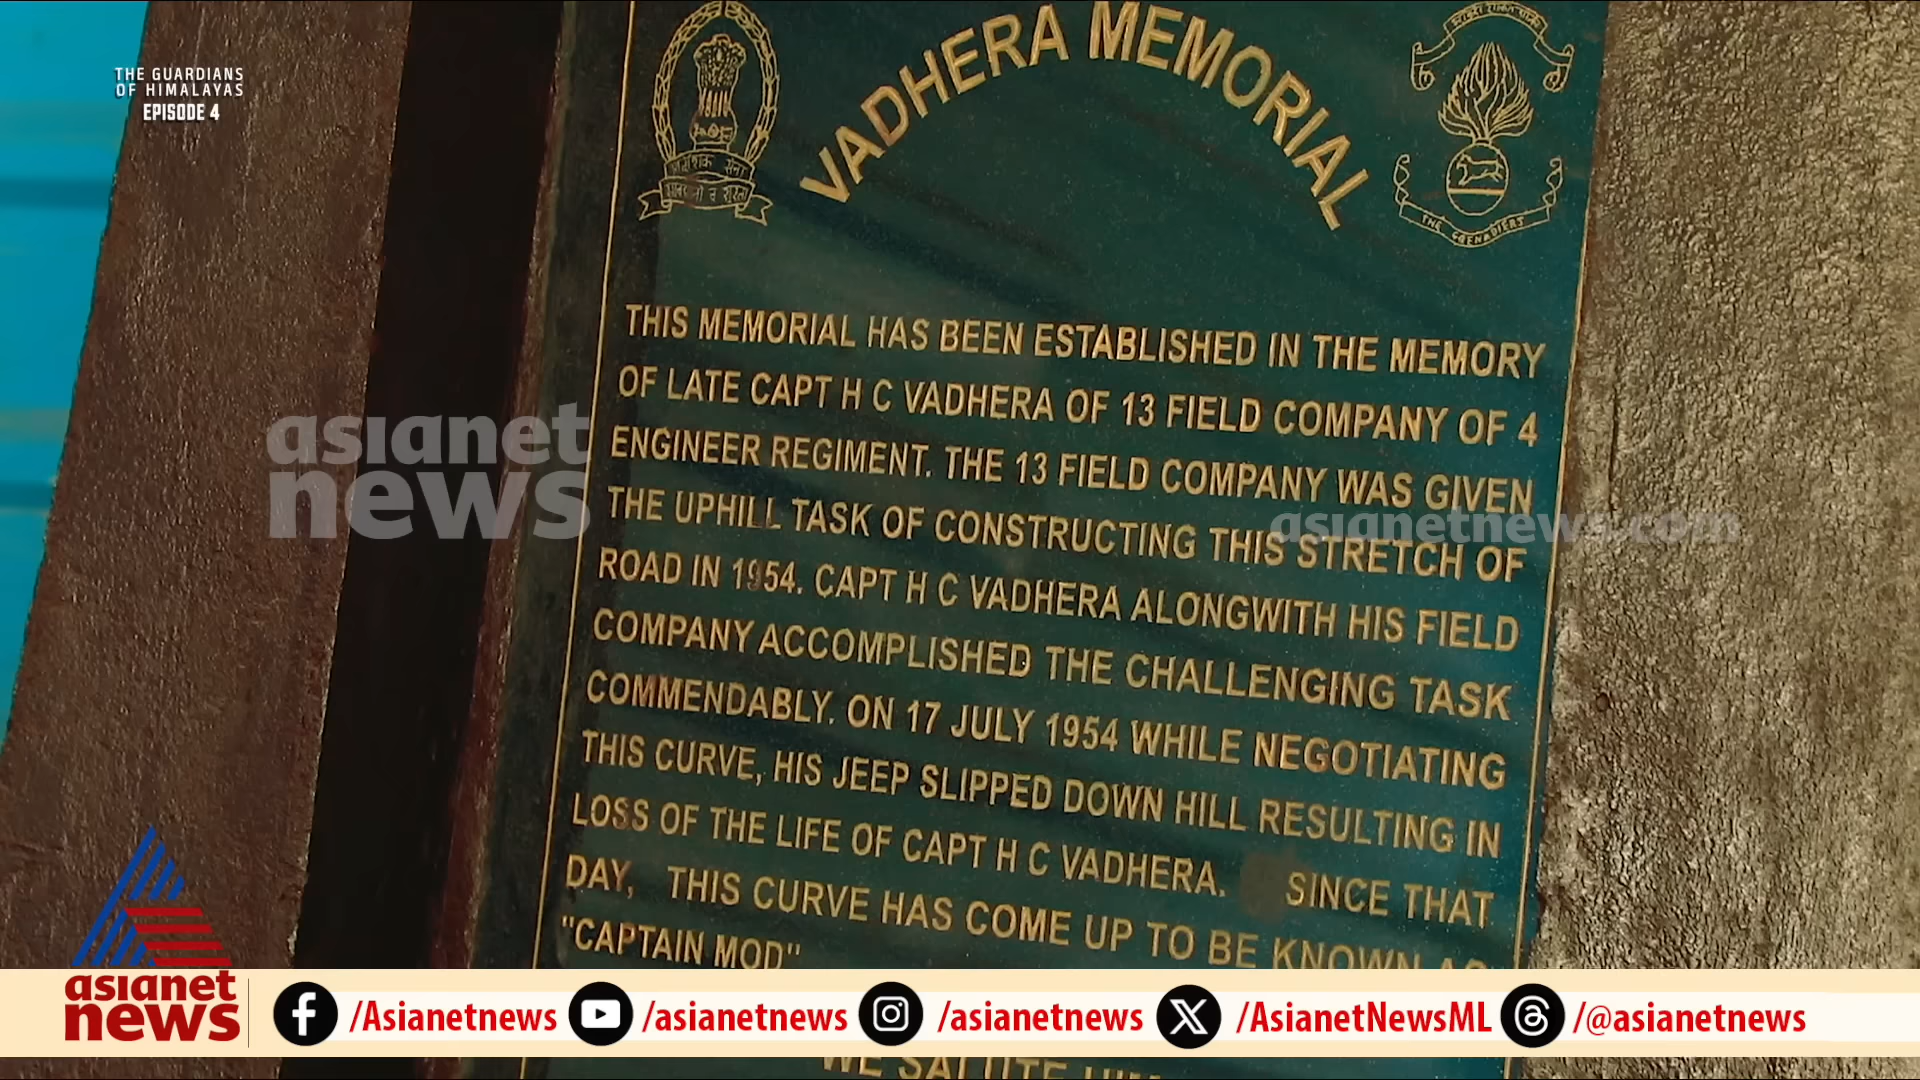 THE GUARDIANS
OF HIMALAYAS
EPISODE 4
VADHERA MEMORIAL
THE GRENADIERS
THIS MEMORIAL HAS BEEN ESTABLISHED IN THE MEMORY
OF LATE CAPT H C VADHERA OF 13 FIELD COMPANY OF 4
ENGINEER REGIMENT. THE 13 FIELD COMPANY WAS GIVEN
THE UPHILL TASK OF CONSTRUCTING THIS STRETCH OF
ROAD IN 1954. CAPT H C VADHERA ALONGWITH HIS FIELD
COMPANY ACCOMPLISHED THE CHALLENGING TASK
COMMENDABLY. ON 17 JULY 1954 WHILE NEGOTIATING
THIS CURVE, HIS JEEP SLIPPED DOWN HILL RESULTING IN
LOSS OF THE LIFE OF CAPT H C VADHERA. SINCE THAT
DAY, THIS CURVE HAS COME UP TO BE KNOWN AS
"CAPTAIN MOD"
WE SALUTE HIM
asianet
news
asianetnews.com
asianet
news
/Asianetnews
/asianetnews
/asianetnews
/AsianetNewsML
/@asianetnews